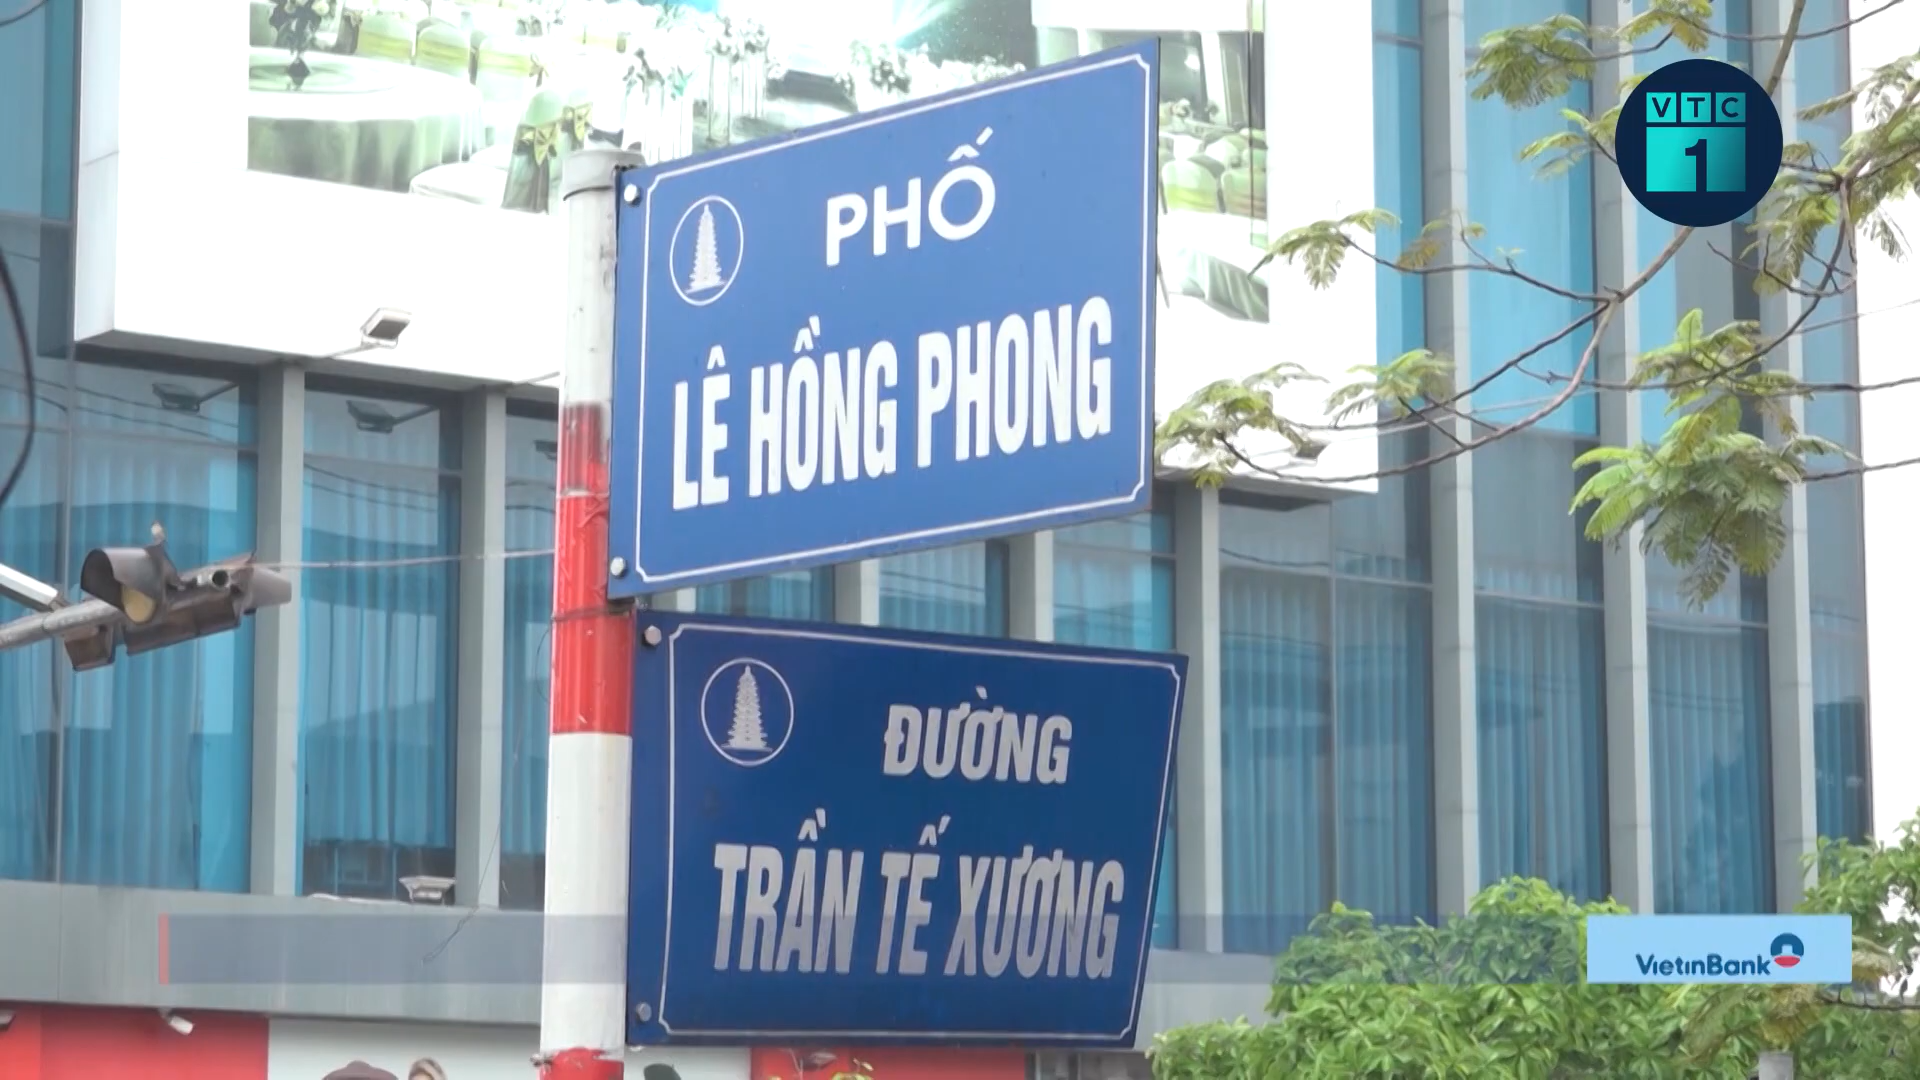 VTC
1
PHỐ
LÊ HỒNG PHONG
ĐƯỜNG
TRẦN TẾ XƯƠNG
VietinBank